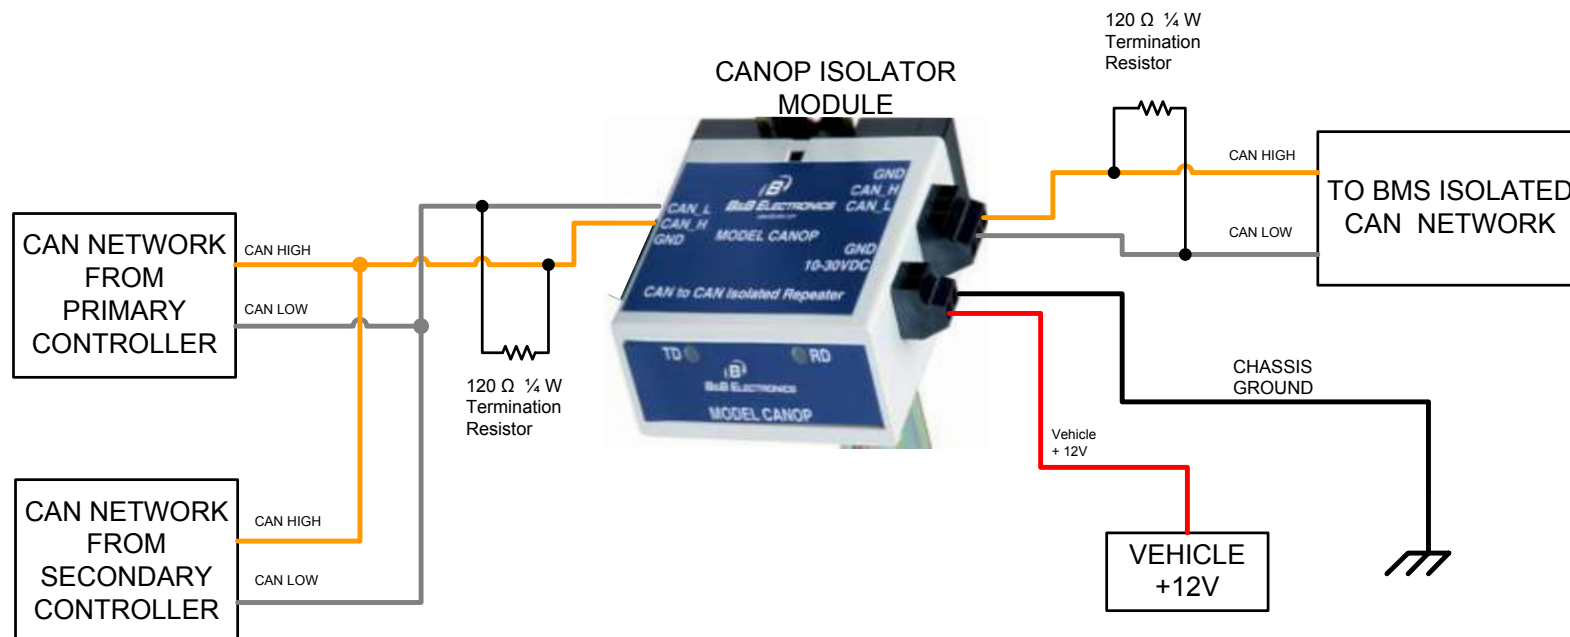 120 Ω ¼ W
Termination
Resistor
CANOP ISOLATOR
MODULE
CAN HIGH
TO BMS ISOLATED
CAN NETWORK
CAN LOW
GND
CAN_H
CAN_L
CAN_L
CAN_H
GND
B&B ELECTRONICS
MODEL CANOP
GND
10-30VDC
CAN to CAN Isolated Repeater
TD
RD
B&B ELECTRONICS
MODEL CANOP
CAN NETWORK
FROM
PRIMARY
CONTROLLER
CAN HIGH
CAN LOW
120 Ω ¼ W
Termination
Resistor
CHASSIS
GROUND
Vehicle
+ 12V
CAN NETWORK
FROM
SECONDARY
CONTROLLER
CAN HIGH
CAN LOW
VEHICLE
+12V